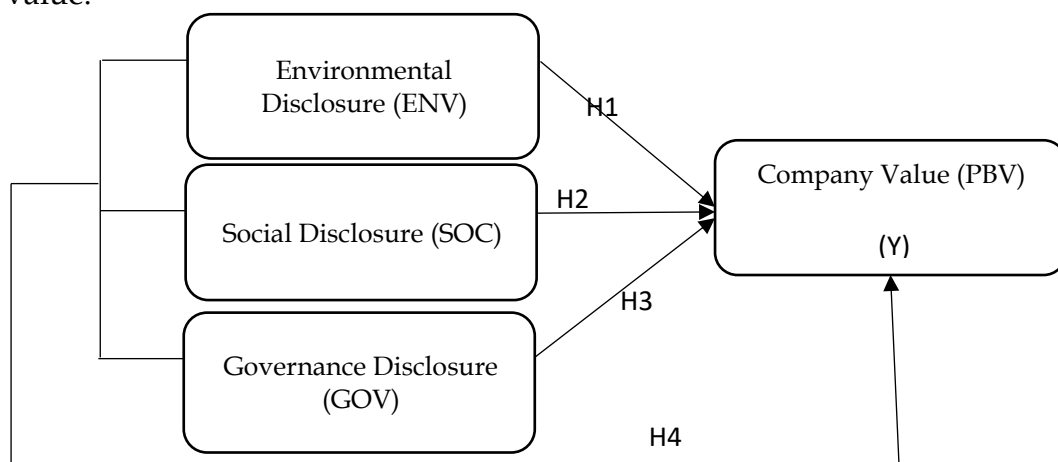 value.
Environmental
Disclosure (ENV)
H1
Company Value (PBV)
H2
Social Disclosure (SOC)
(Y)
H3
Governance Disclosure
(GOV)
H4